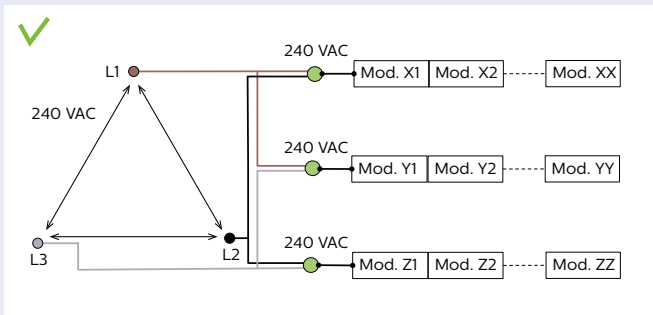 240 VAC
L1
Mod. X1 Mod. X2 Mod. XX
240 VAC
240 VAC
Mod. Y1 Mod. Y2 Mod. YY
240 VAC
L3
L2
Mod. Z1 Mod. Z2 Mod. ZZ